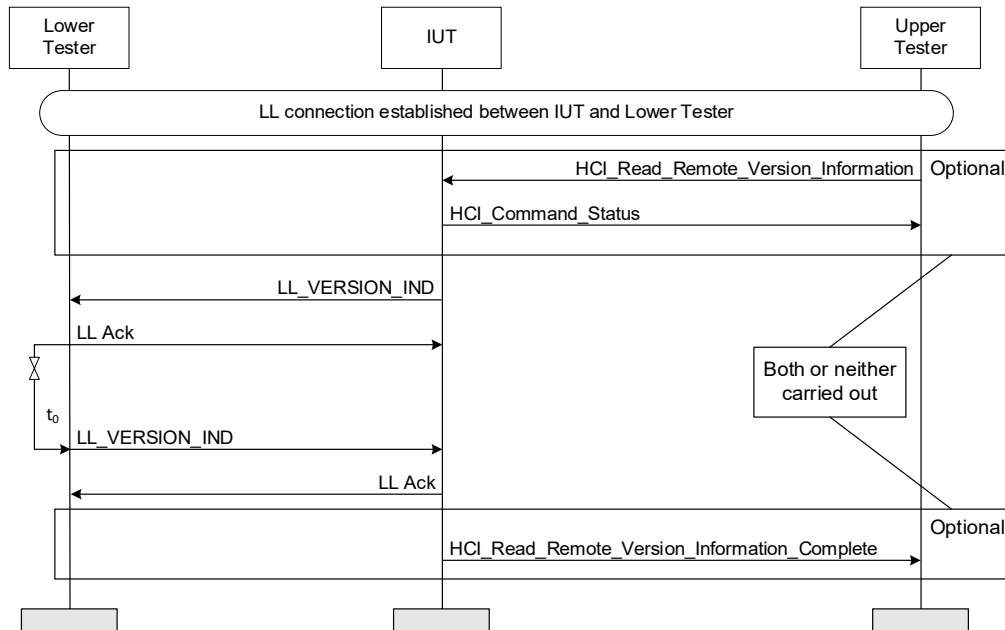 Lower
Tester
IUT
Upper
Tester
LL connection established between IUT and Lower Tester
HCI_Read_Remote_Version_Information
Optional
HCI_Command_Status
LL_VERSION_IND
LL Ack
Both or neither
carried out
t₀
LL_VERSION_IND
LL Ack
Optional
HCI_Read_Remote_Version_Information_Complete